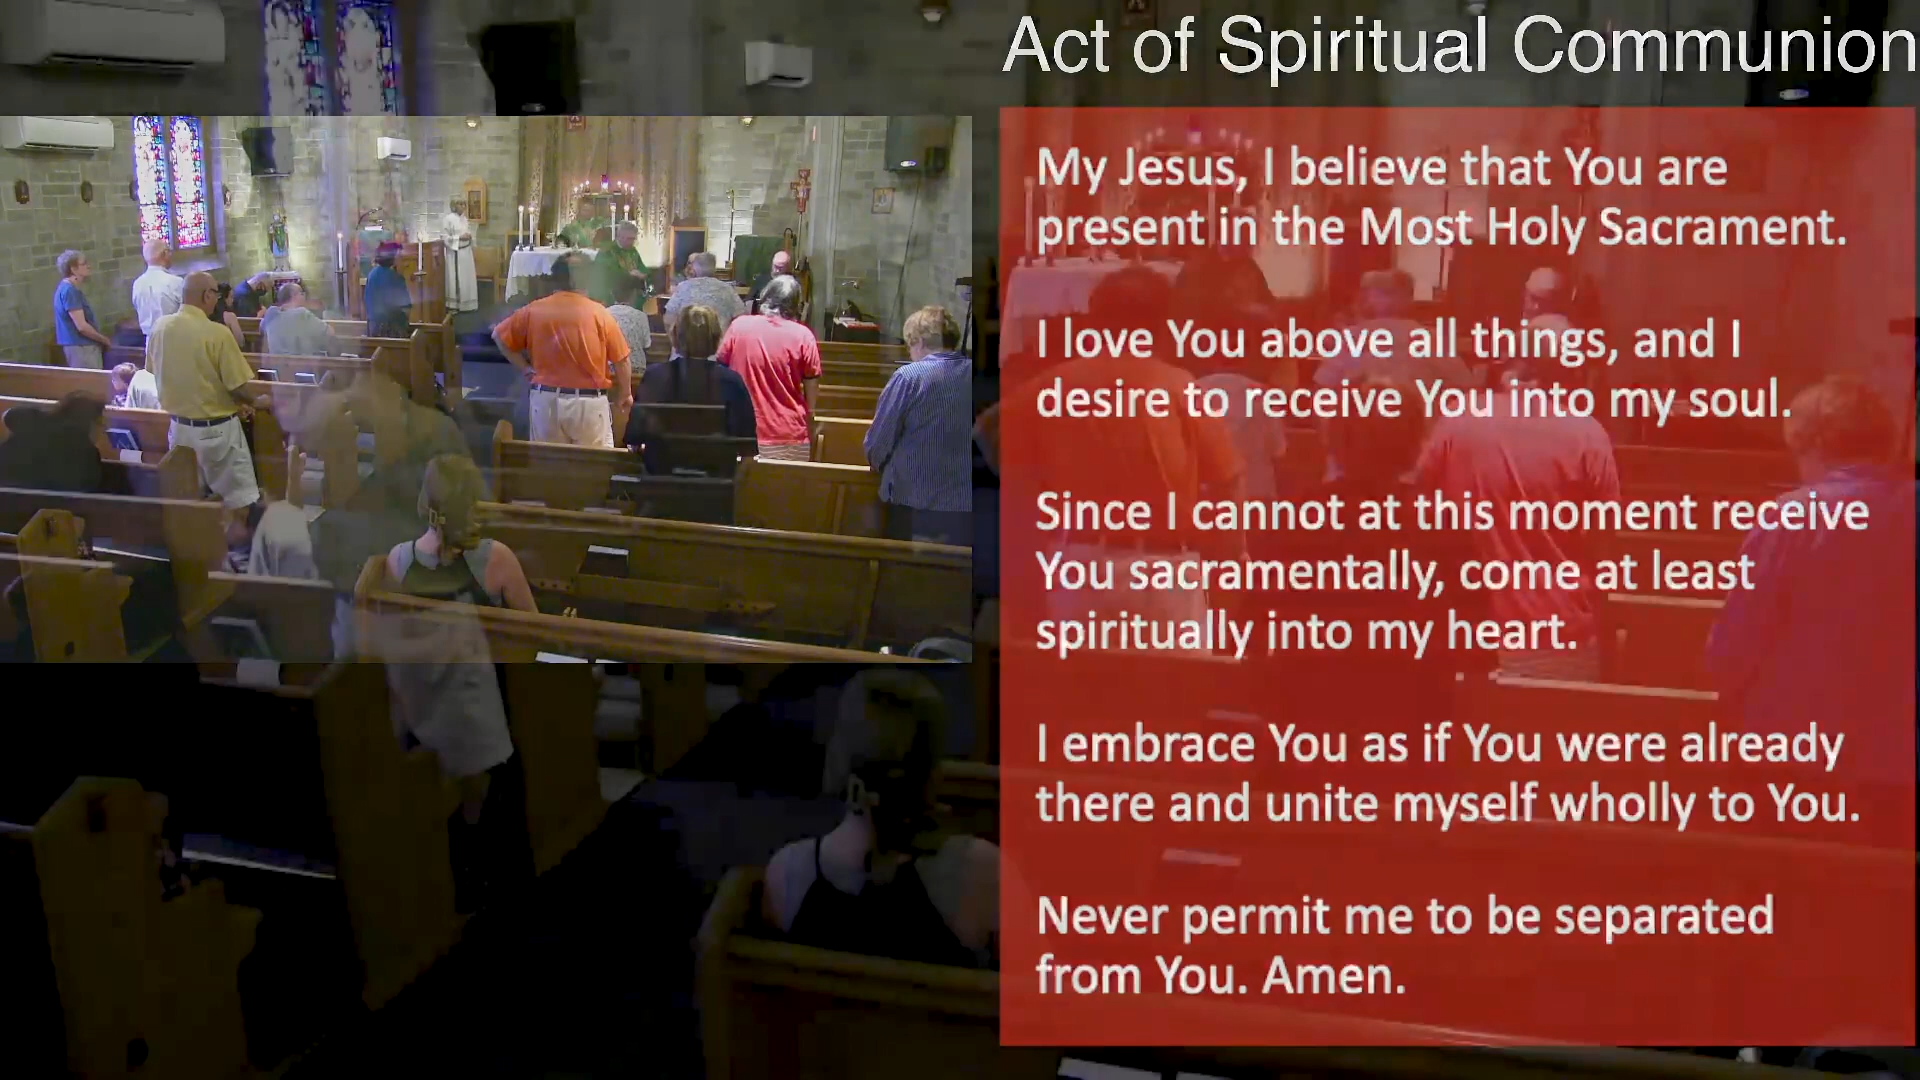 Act of Spiritual Communion
My Jesus, I believe that You are
present in the Most Holy Sacrament.
I love You above all things, and I
desire to receive You into my soul.
Since I cannot at this moment receive
You sacramentally, come at least
spiritually into my heart.
I embrace You as if You were already
there and unite myself wholly to You.
Never permit me to be separated
from You. Amen.